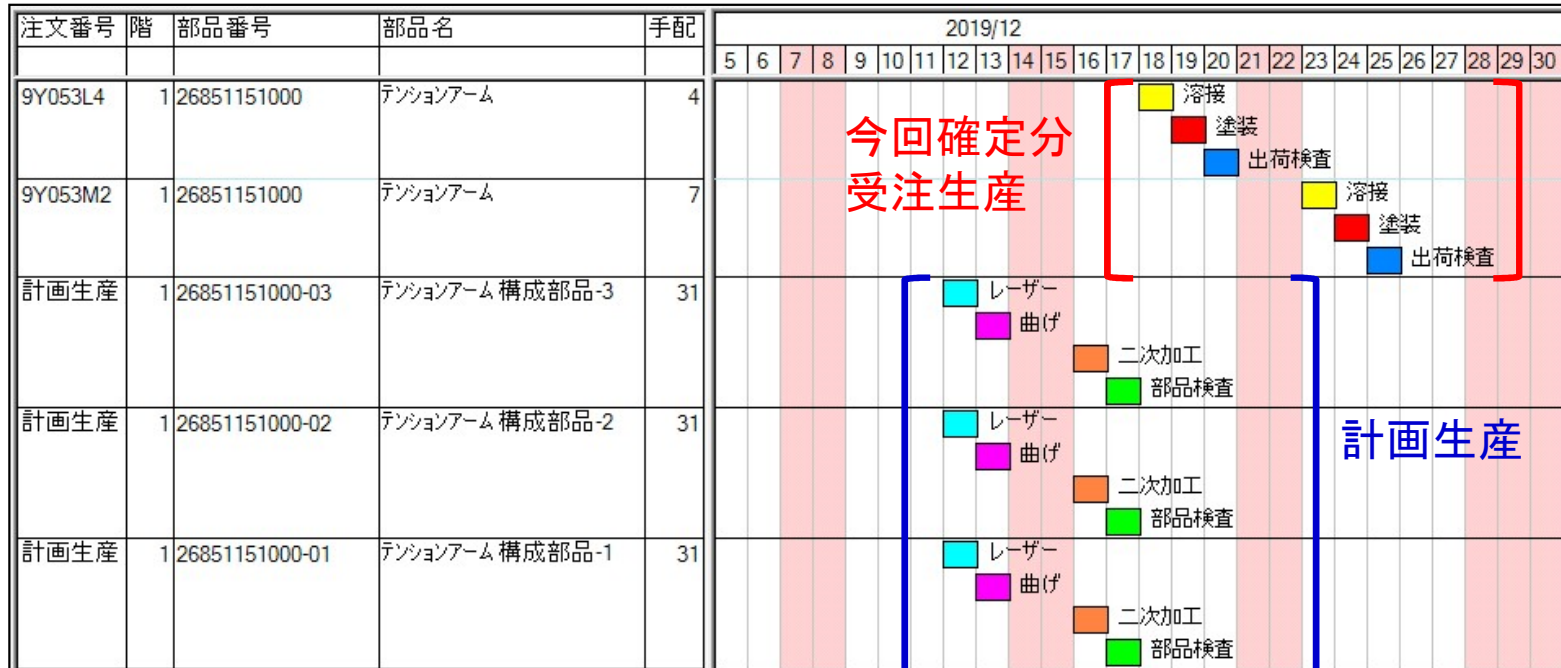 注文番号 階 部品番号 部品名 手配 2019/12
5 6 7 8 9 10 11 12 13 14 15 16 17 18 19 20 21 22 23 24 25 26 27 28 29 30
9Y053L4 1 26851151000 テンションアーム 4 溶接
塗装
出荷検査
今回確定分
受注生産
9Y053M2 1 26851151000 テンションアーム 7 溶接
塗装
出荷検査
計画生産 1 26851151000-03 テンションアーム 構成部品-3 31 レーザー
曲げ
二次加工
部品検査
計画生産 1 26851151000-02 テンションアーム 構成部品-2 31 レーザー
曲げ
計画生産
二次加工
部品検査
計画生産 1 26851151000-01 テンションアーム 構成部品-1 31 レーザー
曲げ
二次加工
部品検査